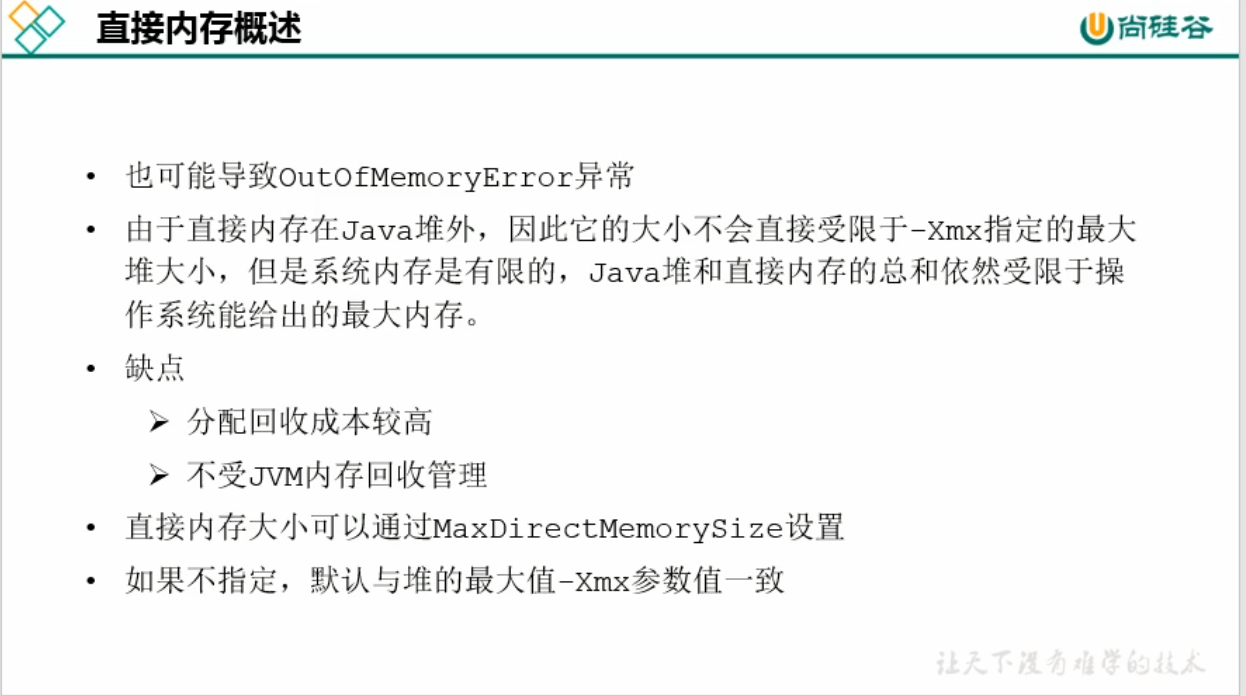 直接内存概述
尚硅谷
• 也可能导致OutOfMemoryError异常
• 由于直接内存在Java堆外，因此它的大小不会直接受限于-Xmx指定的最大
堆大小，但是系统内存是有限的，Java堆和直接内存的总和依然受限于操
作系统能给出的最大内存。
• 缺点
➢ 分配回收成本较高
➢ 不受JVM内存回收管理
• 直接内存大小可以通过MaxDirectMemorySize设置
• 如果不指定，默认与堆的最大值-Xmx参数值一致
让天下没有难学的技术